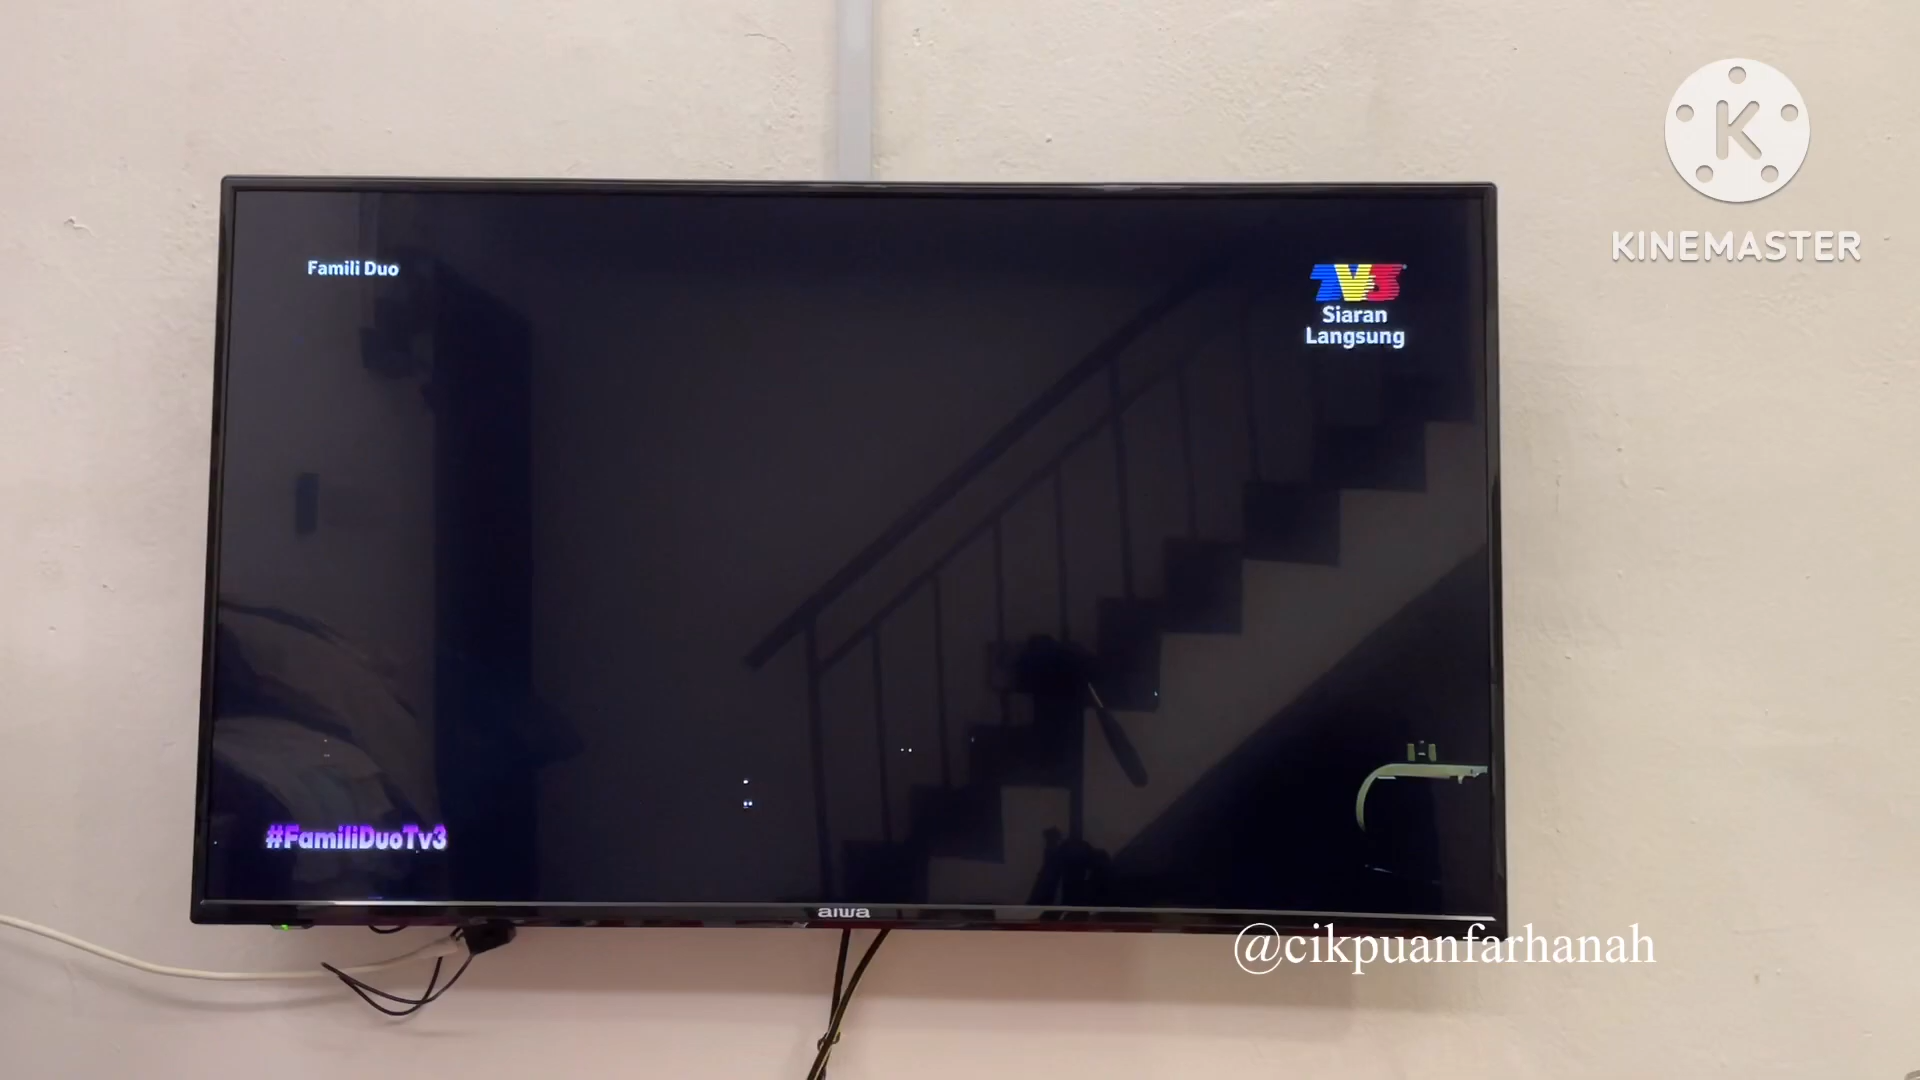 K
KINEMASTER
Famili Duo
TV3
Siaran
Langsung
#FamiliDuoTv3
aiwa
@cikpuanfarhanah